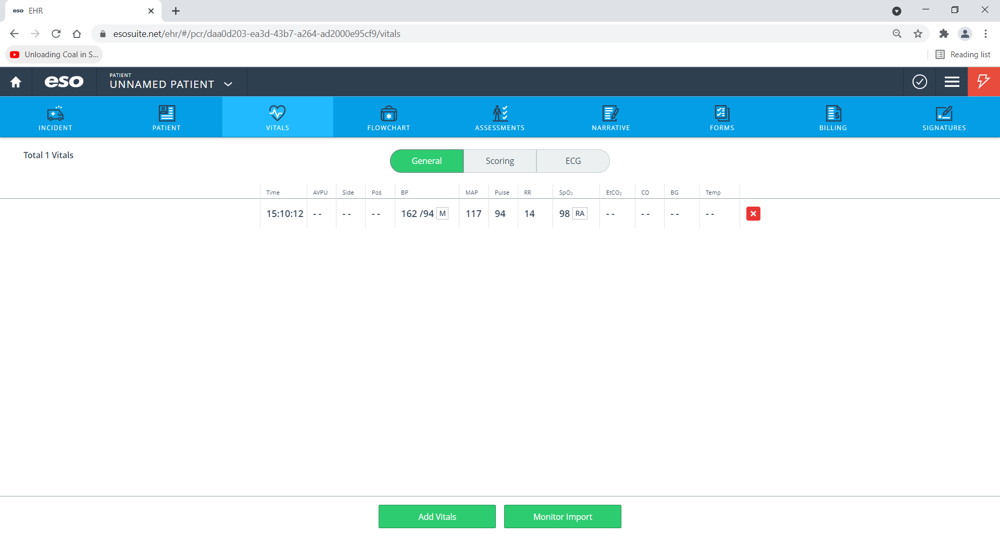 eso EHR
esosuite.net/ehr/#/pcr/daa0d203-ea3d-43b7-a264-ad2000e95cf9/vitals
Unloading Coal in S...
Reading list
eso
PATIENT
UNNAMED PATIENT
INCIDENT PATIENT VITALS FLOWCHART ASSESSMENTS NARRATIVE FORMS BILLING SIGNATURES
Total 1 Vitals
General Scoring ECG
Time AVPU Side Pos BP MAP Pulse RR SpO₂ EtCO₂ CO BG Temp
15:10:12 -- -- -- 162 /94 M 117 94 14 98 RA -- -- -- --
Add Vitals Monitor Import